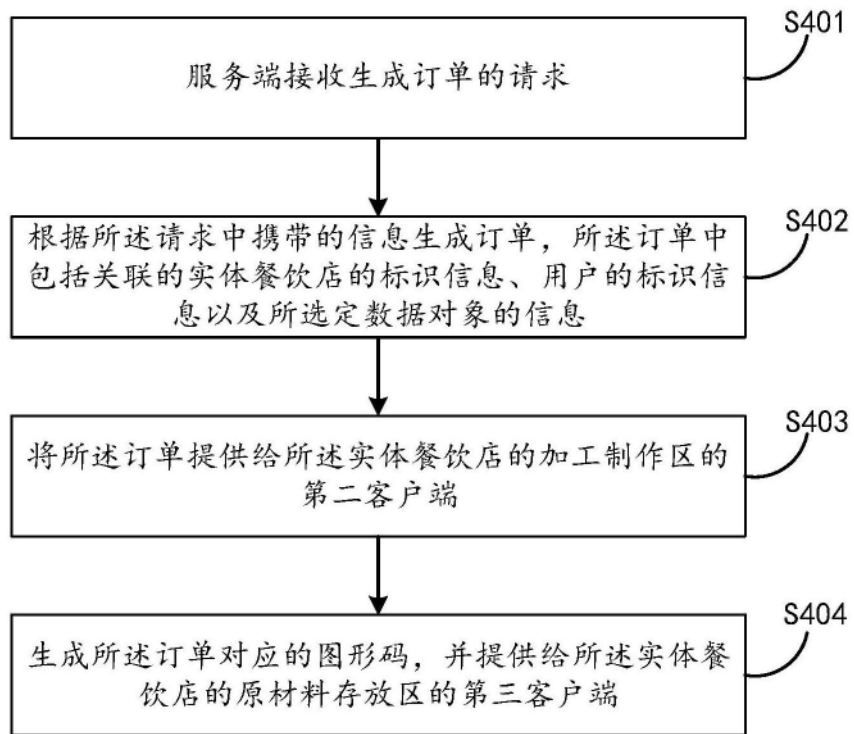 S401
服务端接收生成订单的请求
S402
根据所述请求中携带的信息生成订单，所述订单中
包括关联的实体餐饮店的标识信息、用户的标识信
息以及所选定数据对象的信息
S403
将所述订单提供给所述实体餐饮店的加工制作区的
第二客户端
S404
生成所述订单对应的图形码，并提供给所述实体餐
饮店的原材料存放区的第三客户端